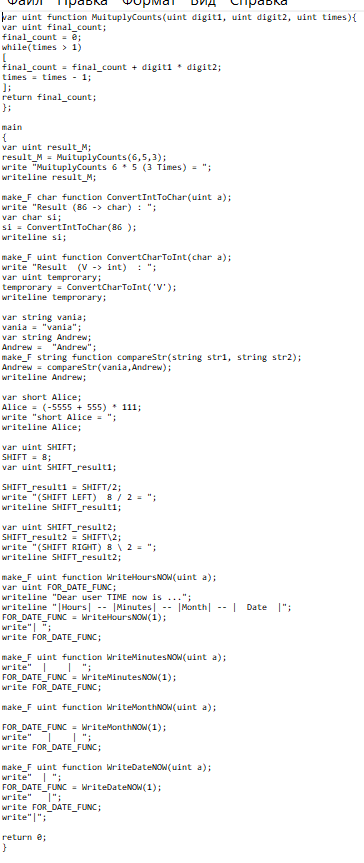 Файл Правка Формат Вид Справка
var uint function MuituplyCounts(uint digit1, uint digit2, uint times){
var uint final_count;
final_count = 0;
while(times > 1)
[
final_count = final_count + digit1 * digit2;
times = times - 1;
];
return final_count;
};
main
{
var uint result_M;
result_M = MuituplyCounts(6,5,3);
write "MuituplyCounts 6 * 5 (3 Times) = ";
writeline result_M;
make_F char function ConvertIntToChar(uint a);
write "Result (86 -> char) : ";
var char si;
si = ConvertIntToChar(86 );
writeline si;
make_F uint function ConvertCharToInt(char a);
write "Result  (V -> int)  : ";
var uint temprorary;
temprorary = ConvertCharToInt('V');
writeline temprorary;
var string vania;
vania = "vania";
var string Andrew;
Andrew =  "Andrew";
make_F string function compareStr(string str1, string str2);
Andrew = compareStr(vania,Andrew);
writeline Andrew;
var short Alice;
Alice = (-5555 + 555) * 111;
write "short Alice = ";
writeline Alice;
var uint SHIFT;
SHIFT = 8;
var uint SHIFT_result1;
SHIFT_result1 = SHIFT/2;
write "(SHIFT LEFT)  8 / 2 = ";
writeline SHIFT_result1;
var uint SHIFT_result2;
SHIFT_result2 = SHIFT\2;
write "(SHIFT RIGHT) 8 \ 2 = ";
writeline SHIFT_result2;
make_F uint function WriteHoursNOW(uint a);
var uint FOR_DATE_FUNC;
writeline "Dear user TIME now is ...";
writeline "|Hours| -- |Minutes| -- |Month| -- |  Date  |";
FOR_DATE_FUNC = WriteHoursNOW(1);
write"| ";
write FOR_DATE_FUNC;
make_F uint function WriteMinutesNOW(uint a);
write"  |    |  ";
FOR_DATE_FUNC = WriteMinutesNOW(1);
write FOR_DATE_FUNC;
make_F uint function WriteMonthNOW(uint a);
FOR_DATE_FUNC = WriteMonthNOW(1);
write"   |    | ";
write FOR_DATE_FUNC;
make_F uint function WriteDateNOW(uint a);
write"  | ";
FOR_DATE_FUNC = WriteDateNOW(1);
write"   |";
write FOR_DATE_FUNC;
write"|";
return 0;
}